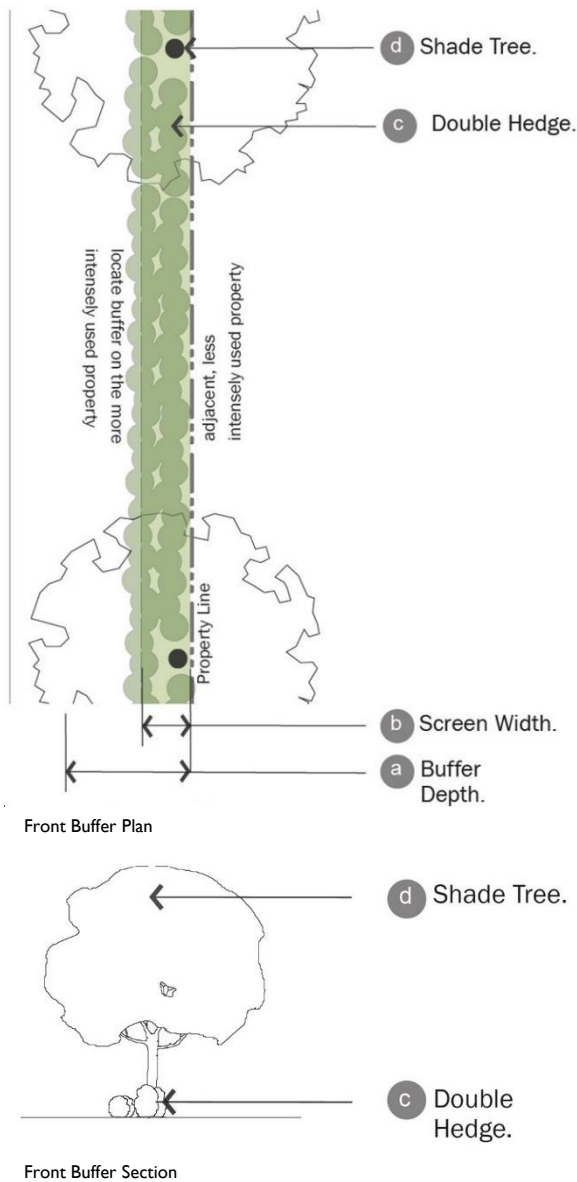 d Shade Tree.
c Double Hedge.
locate buffer on the more
intensely used property
adjacent, less
intensely used property
Property Line
b Screen Width.
a Buffer
Depth.
Front Buffer Plan
d Shade Tree.
c Double
Hedge.
Front Buffer Section